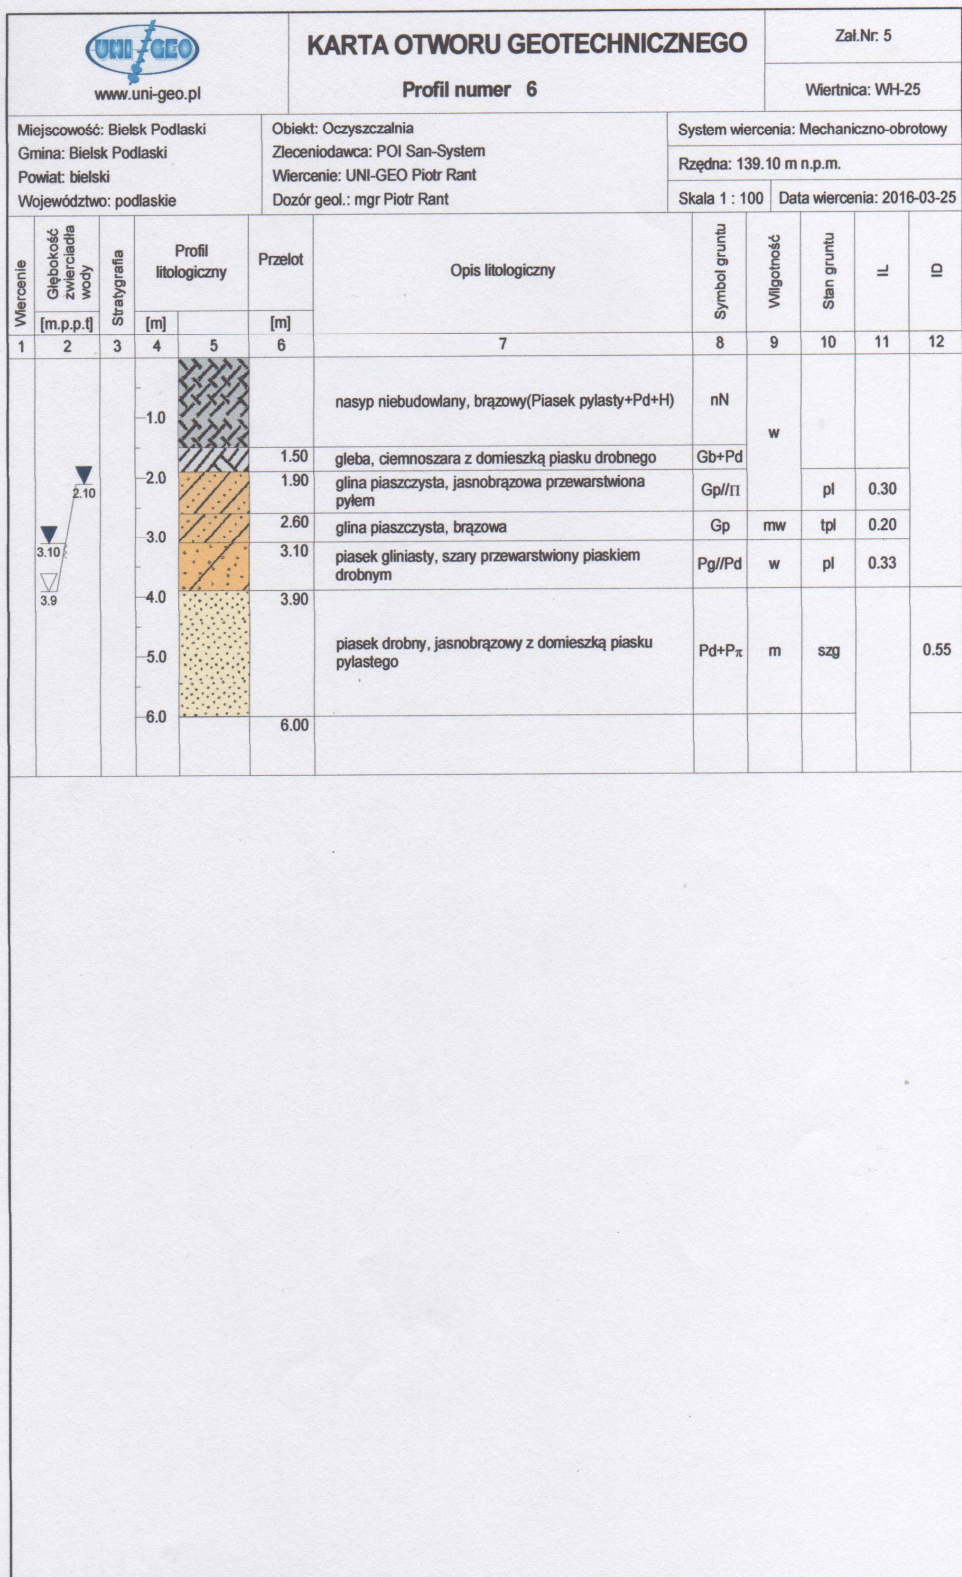 UNI-GEO
www.uni-geo.pl
KARTA OTWORU GEOTECHNICZNEGO
Profil numer 6
Zał.Nr: 5
Wiertnica: WH-25
Miejscowość: Bielsk Podlaski
Gmina: Bielsk Podlaski
Powiat: bielski
Województwo: podlaskie
Obiekt: Oczyszczalnia
Zleceniodawca: POI San-System
Wiercenie: UNI-GEO Piotr Rant
Dozór geol.: mgr Piotr Rant
System wiercenia: Mechaniczno-obrotowy
Rzędna: 139.10 m n.p.m.
Skala 1 : 100 Data wiercenia: 2016-03-25
Wiercenie
Głębokość
zwierciadła
wody
[m.p.p.t]
Stratygrafia
Profil
litologiczny
[m]
Przelot
[m]
Opis litologiczny
Symbol gruntu
Wilgotność
Stan gruntu
IL
ID
1 2 3 4 5 6 7 8 9 10 11 12
1.0
nasyp niebudowlany, brązowy(Piasek pylasty+Pd+H) nN
w
1.50 gleba, ciemnoszara z domieszką piasku drobnego Gb+Pd
2.10
2.0
1.90 glina piaszczysta, jasnobrązowa przewarstwiona
pyłem
Gp//Π pl 0.30
2.60 glina piaszczysta, brązowa Gp mw tpl 0.20
3.10
3.0
3.10 piasek gliniasty, szary przewarstwiony piaskiem
drobnym
Pg//Pd w pl 0.33
3.9
4.0
3.90
5.0
piasek drobny, jasnobrązowy z domieszką piasku
pylastego
Pd+Pπ m szg 0.55
6.0
6.00